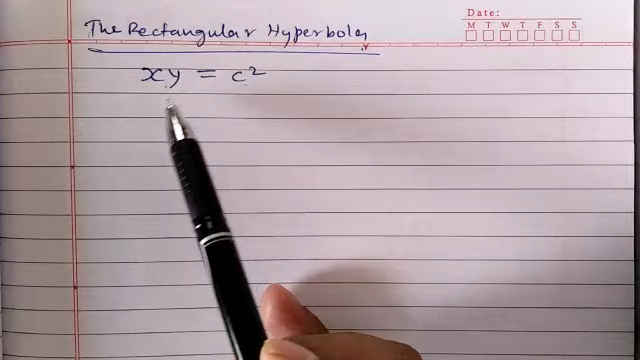 Date:
M T W T F S S
The Rectangular Hyperbola
xy = c²